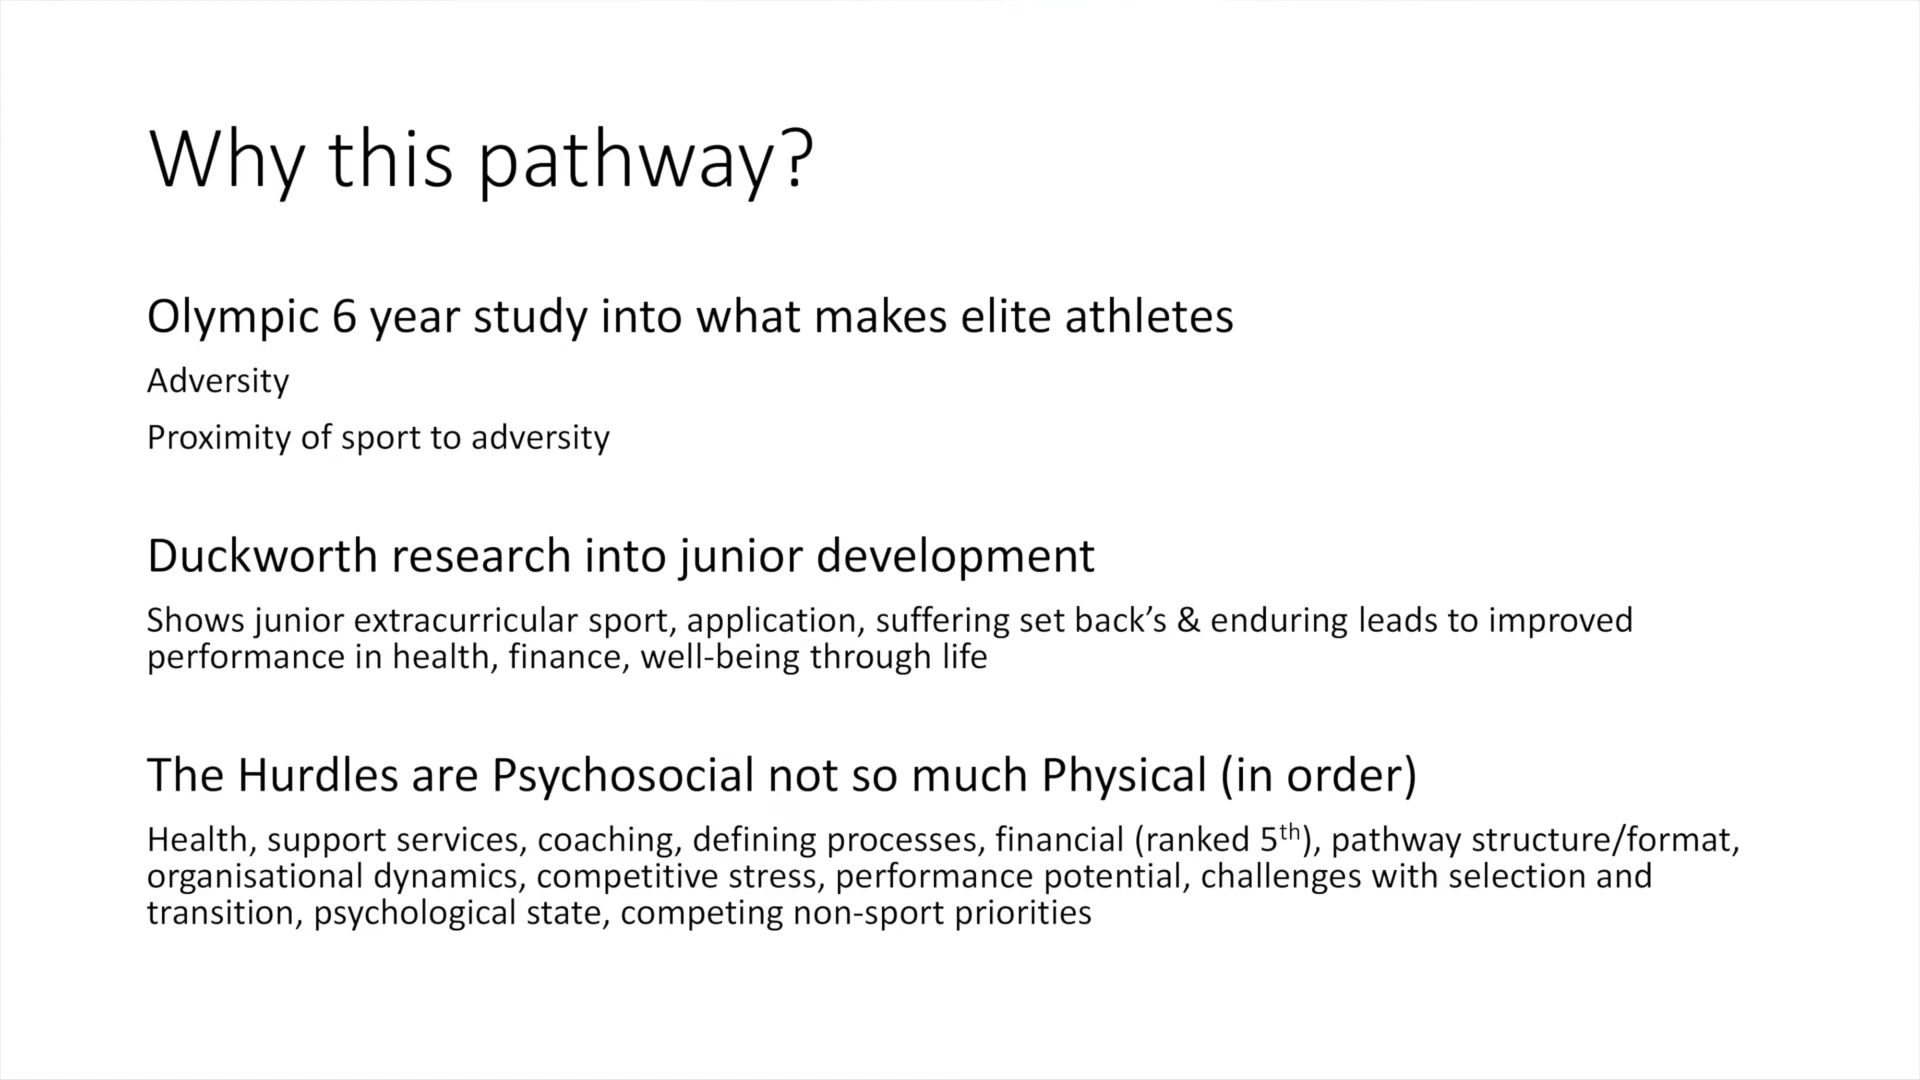 Why this pathway?
Olympic 6 year study into what makes elite athletes
Adversity
Proximity of sport to adversity
Duckworth research into junior development
Shows junior extracurricular sport, application, suffering set back’s & enduring leads to improved
performance in health, finance, well-being through life
The Hurdles are Psychosocial not so much Physical (in order)
Health, support services, coaching, defining processes, financial (ranked 5th), pathway structure/format,
organisational dynamics, competitive stress, performance potential, challenges with selection and
transition, psychological state, competing non-sport priorities